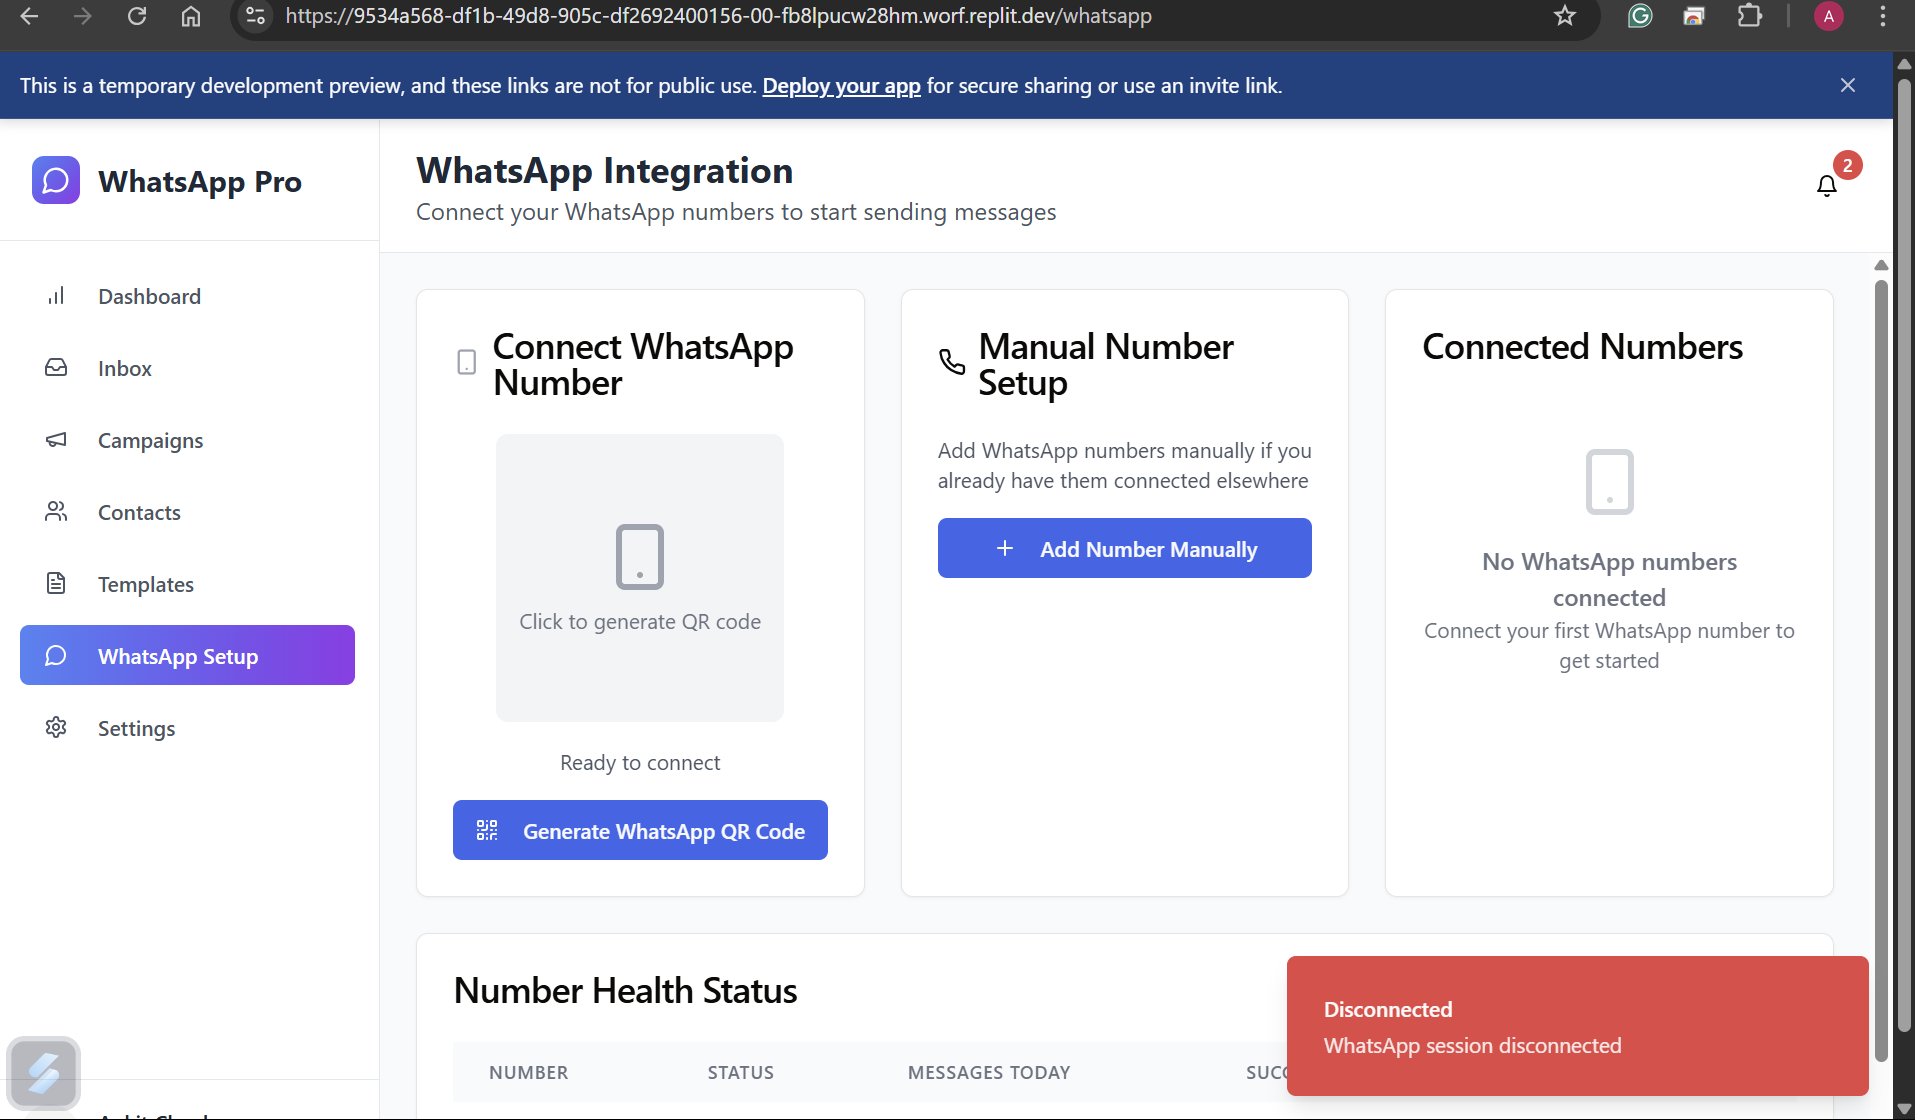 https://9534a568-df1b-49d8-905c-df2692400156-00-fb8lpucw28hm.worf.replit.dev/whatsapp
A
This is a temporary development preview, and these links are not for public use. Deploy your app for secure sharing or use an invite link.
WhatsApp Pro
Dashboard
Inbox
Campaigns
Contacts
Templates
WhatsApp Setup
Settings
WhatsApp Integration
Connect your WhatsApp numbers to start sending messages
2
Connect WhatsApp
Number
Click to generate QR code
Ready to connect
Generate WhatsApp QR Code
Manual Number
Setup
Add WhatsApp numbers manually if you
already have them connected elsewhere
Add Number Manually
Connected Numbers
No WhatsApp numbers
connected
Connect your first WhatsApp number to
get started
Number Health Status
NUMBER STATUS MESSAGES TODAY
Disconnected
WhatsApp session disconnected